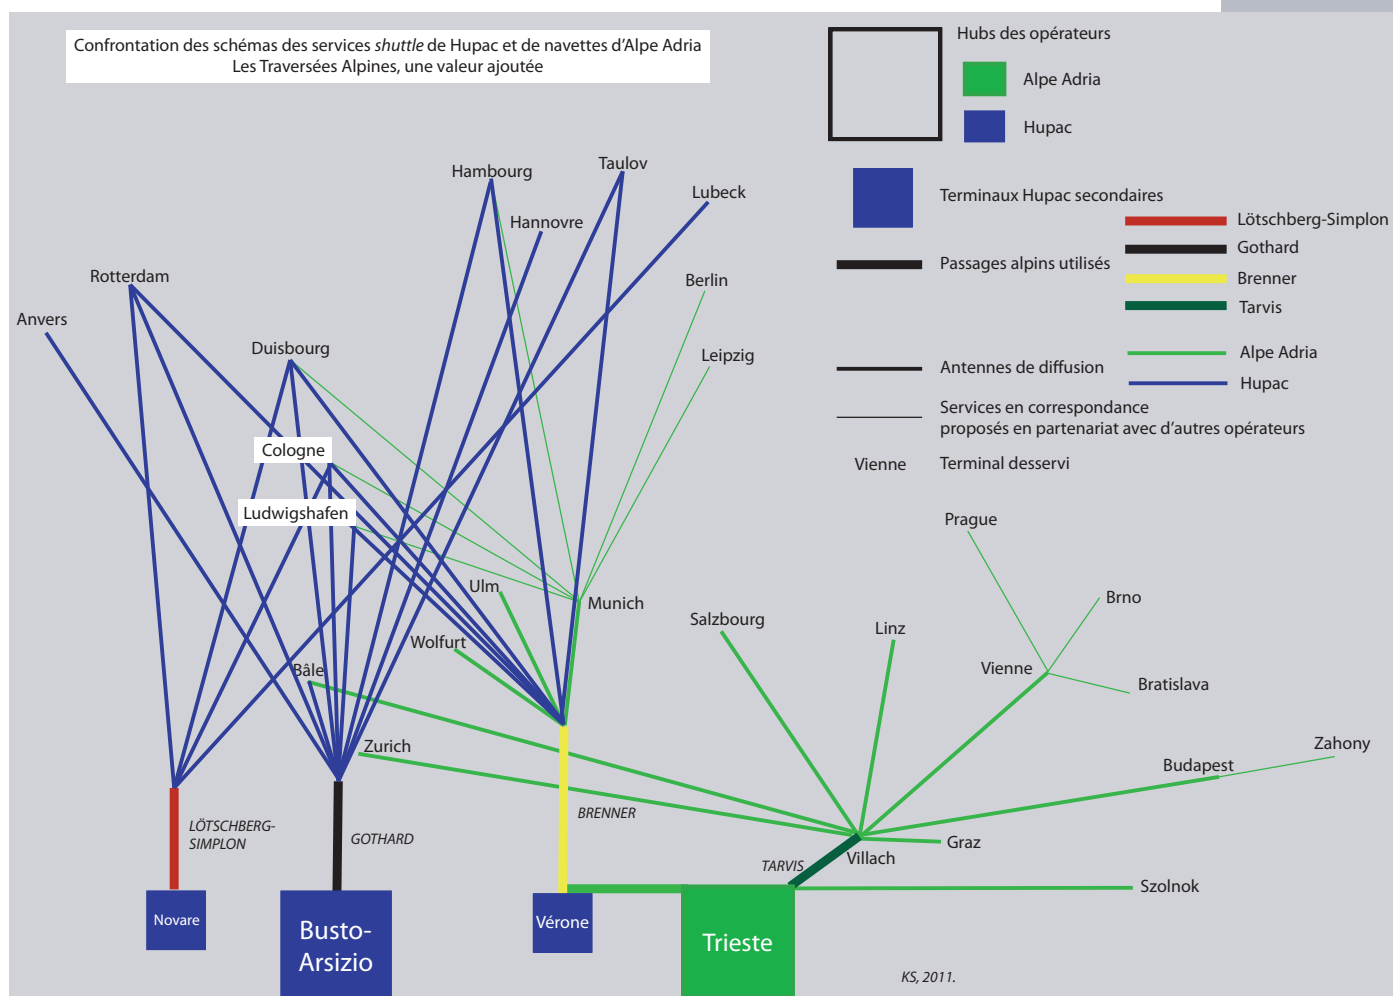 Confrontation des schémas des services shuttle de Hupac et de navettes d'Alpe Adria
Les Traversées Alpines, une valeur ajoutée
Hubs des opérateurs
Alpe Adria
Hupac
Terminaux Hupac secondaires
Lötschberg-Simplon
Gothard
Passages alpins utilisés
Brenner
Tarvis
Alpe Adria
Antennes de diffusion
Hupac
Services en correspondance
proposés en partenariat avec d'autres opérateurs
Vienne
Terminal desservi
Hambourg
Taulov
Lubeck
Hannovre
Rotterdam
Berlin
Anvers
Duisbourg
Leipzig
Cologne
Ludwigshafen
Prague
Ulm
Munich
Brno
Salzbourg
Linz
Wolfurt
Bâle
Vienne
Bratislava
Zurich
Zahony
Budapest
BRENNER
LÖTSCHBERG-
SIMPLON
GOTHARD
Graz
Villach
TARVIS
Szolnok
Novare
Busto-
Arsizio
Vérone
Trieste
KS, 2011.